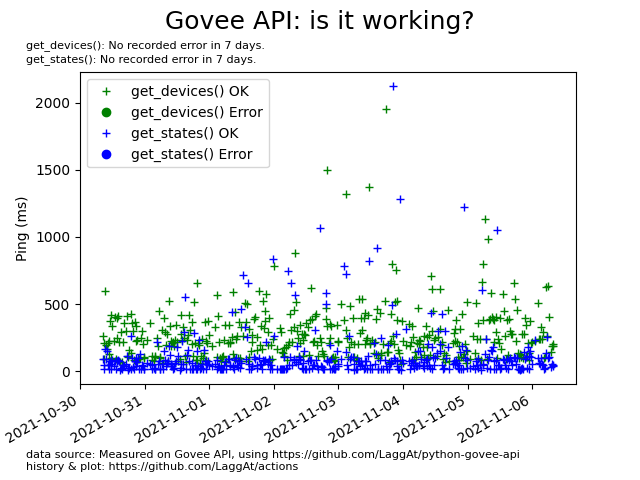 Govee API: is it working?
get_devices(): No recorded error in 7 days.
get_states(): No recorded error in 7 days.
get_devices() OK
get_devices() Error
get_states() OK
get_states() Error
Ping (ms)
2000
1500
1000
500
0
2021-10-30
2021-10-31
2021-11-01
2021-11-02
2021-11-03
2021-11-04
2021-11-05
2021-11-06
data source: Measured on Govee API, using https://github.com/LaggAt/python-govee-api
history & plot: https://github.com/LaggAt/actions